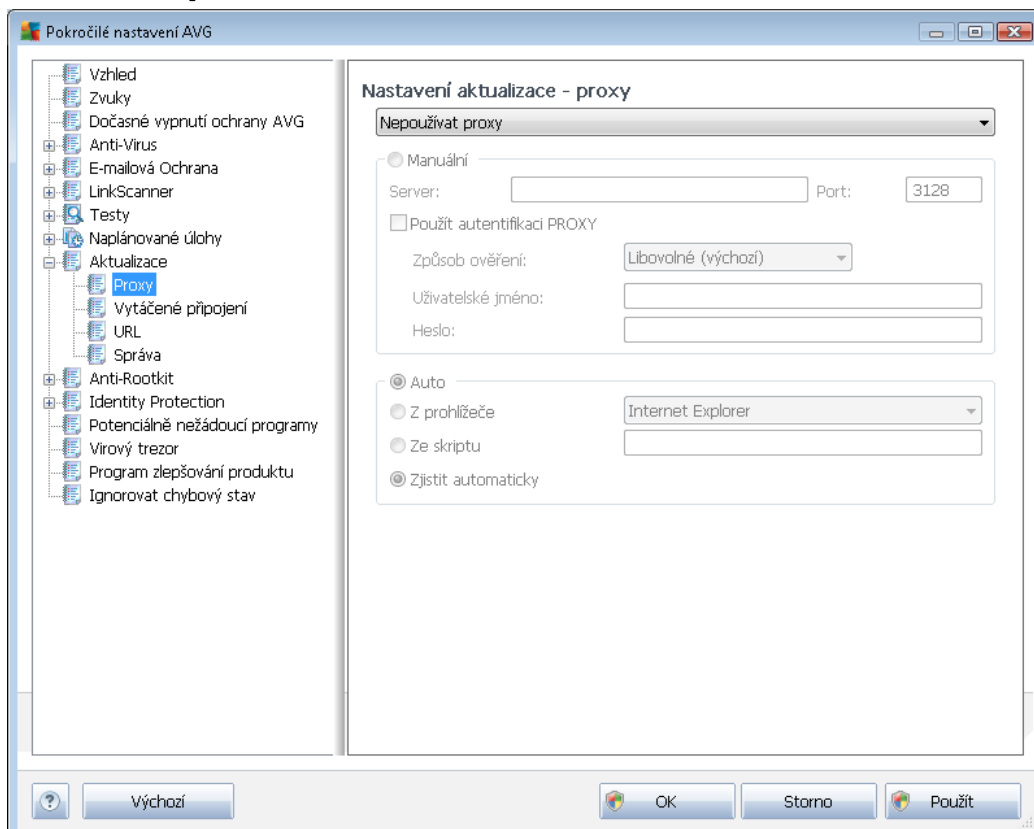 Pokročilé nastavení AVG
Vzhled
Zvuky
Dočasné vypnutí ochrany AVG
Anti-Virus
E-mailová Ochrana
LinkScanner
Testy
Naplánované úlohy
Aktualizace
Proxy
Vytáčené připojení
URL
Správa
Anti-Rootkit
Identity Protection
Potenciálně nežádoucí programy
Virový trezor
Program zlepšování produktu
Ignorovat chybový stav
Nastavení aktualizace - proxy
Nepoužívat proxy
Manuální
Server: Port: 3128
Použít autentifikaci PROXY
Způsob ověření: Libovolné (výchozí)
Uživatelské jméno:
Heslo:
Auto
Z prohlížeče Internet Explorer
Ze skriptu
Zjistit automaticky
? Výchozí OK Storno Použít